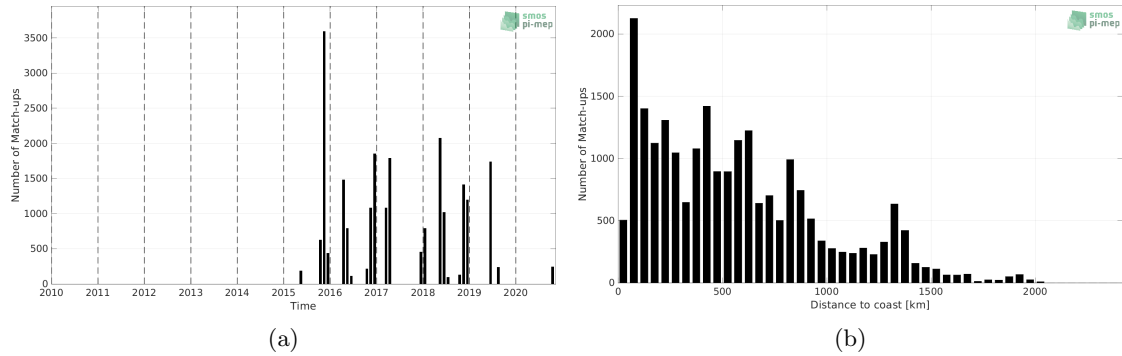 smos
pi-mep
3500
3000
2500
2000
1500
1000
500
0
Number of Match-ups
2010 2011 2012 2013 2014 2015 2016 2017 2018 2019 2020
Time
(a)
smos
pi-mep
2000
1500
1000
500
0
Number of Match-ups
0 500 1000 1500 2000
Distance to coast [km]
(b)